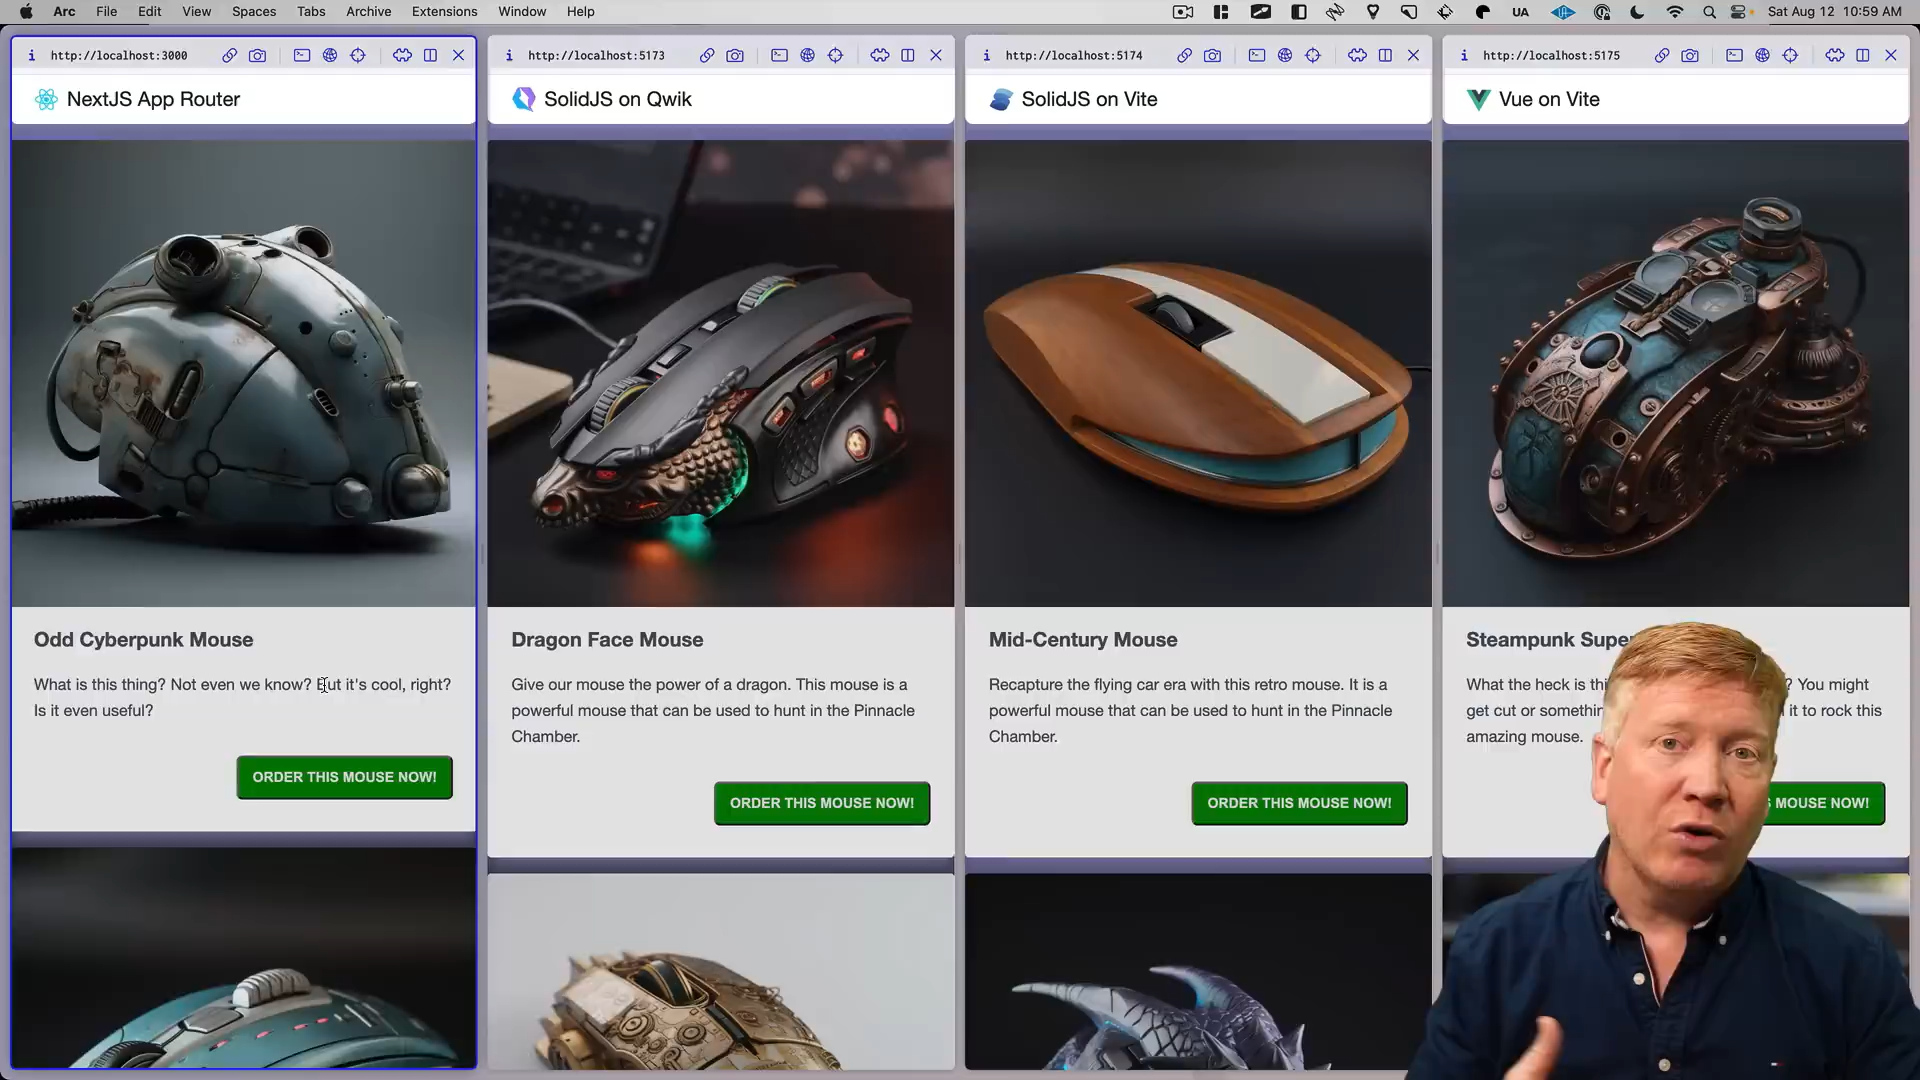 Arc File Edit View Spaces Tabs Archive Extensions Window Help UA Sat Aug 12 10:59 AM
http://localhost:3000
NextJS App Router
Odd Cyberpunk Mouse
What is this thing? Not even we know? But it's cool, right?
Is it even useful?
ORDER THIS MOUSE NOW!
http://localhost:5173
SolidJS on Qwik
Dragon Face Mouse
Give our mouse the power of a dragon. This mouse is a
powerful mouse that can be used to hunt in the Pinnacle
Chamber.
ORDER THIS MOUSE NOW!
http://localhost:5174
SolidJS on Vite
Mid-Century Mouse
Recapture the flying car era with this retro mouse. It is a
powerful mouse that can be used to hunt in the Pinnacle
Chamber.
ORDER THIS MOUSE NOW!
http://localhost:5175
Vue on Vite
Steampunk
What the heck is ? You might
get cut or it to rock this
amazing mouse.
MOUSE NOW!